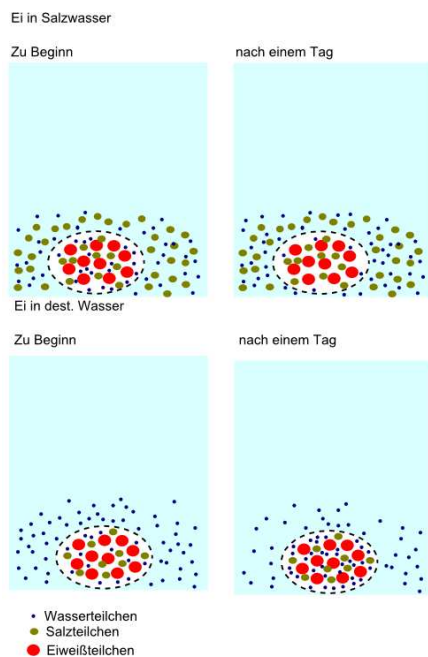 Ei in Salzwasser
Zu Beginn
nach einem Tag
Ei in dest. Wasser
Zu Beginn
nach einem Tag
Wasserteilchen
Salzteilchen
Eiweißteilchen